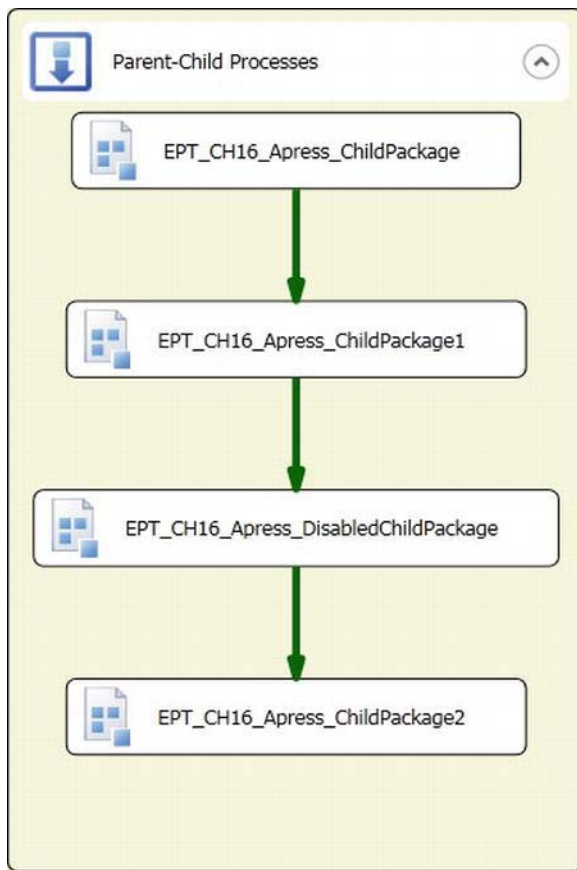 Parent-Child Processes
EPT_CH16_Apress_ChildPackage
EPT_CH16_Apress_ChildPackage1
EPT_CH16_Apress_DisabledChildPackage
EPT_CH16_Apress_ChildPackage2